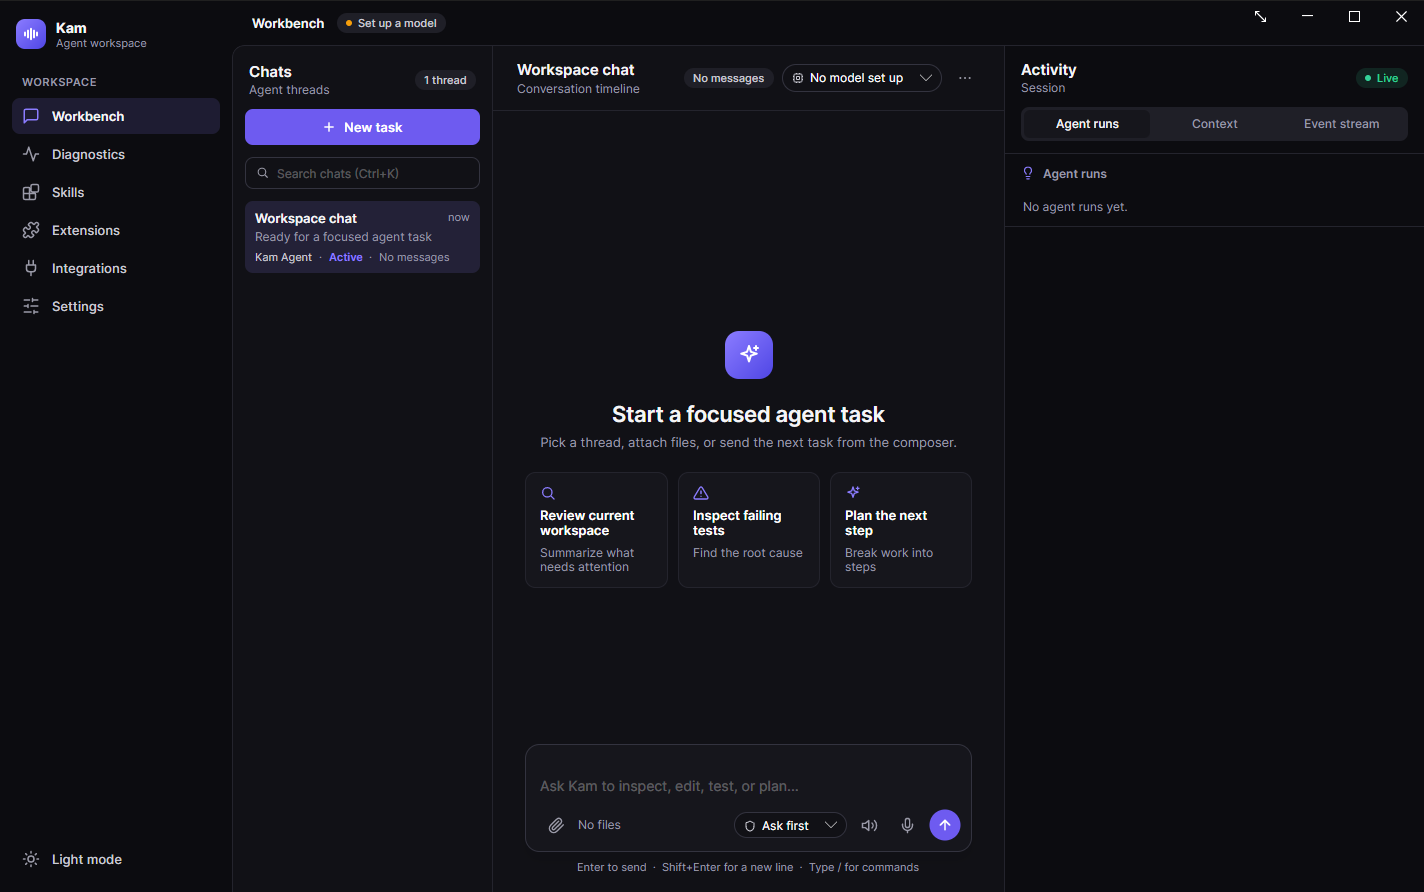 Kam
Agent workspace
WORKSPACE
Workbench
Diagnostics
Skills
Extensions
Integrations
Settings
Light mode
Workbench
Set up a model
Chats
Agent threads
1 thread
+ New task
Search chats (Ctrl+K)
Workspace chat
now
Ready for a focused agent task
Kam Agent · Active · No messages
Workspace chat
Conversation timeline
No messages
No model set up
Start a focused agent task
Pick a thread, attach files, or send the next task from the composer.
Review current
workspace
Summarize what
needs attention
Inspect failing
tests
Find the root cause
Plan the next
step
Break work into
steps
Ask Kam to inspect, edit, test, or plan...
No files
Ask first
Enter to send · Shift+Enter for a new line · Type / for commands
Activity
Session
Live
Agent runs
Context
Event stream
Agent runs
No agent runs yet.